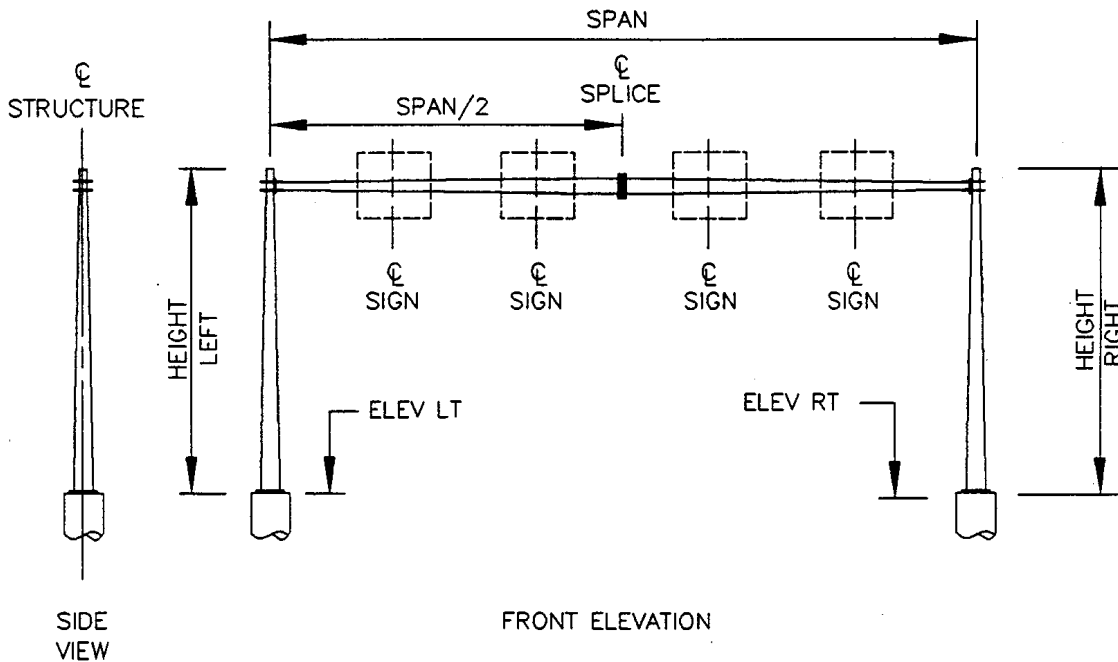 SPAN
℄
SPLICE
℄
STRUCTURE
SPAN/2
℄
SIGN
℄
SIGN
℄
SIGN
℄
SIGN
HEIGHT
LEFT
HEIGHT
RIGHT
ELEV LT
ELEV RT
SIDE
VIEW
FRONT ELEVATION